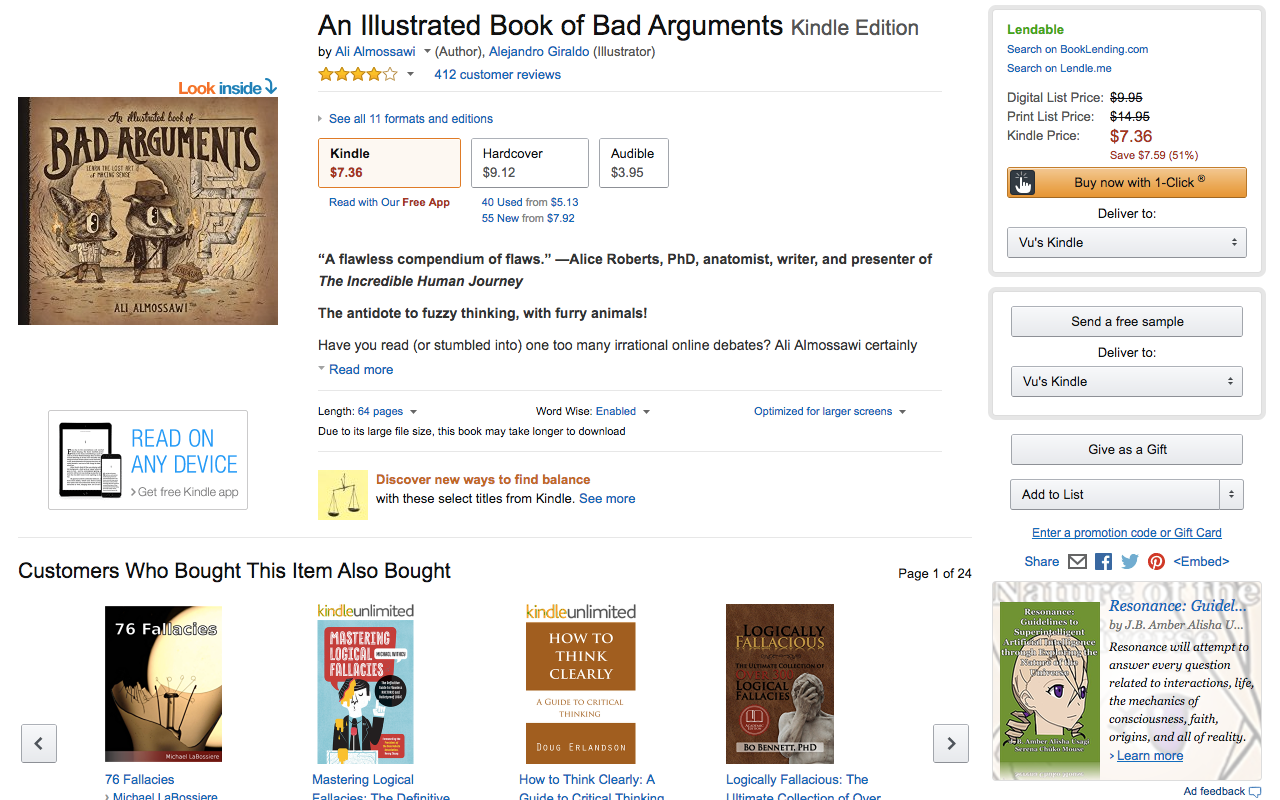 An Illustrated Book of Bad Arguments Kindle Edition
by Ali Almossawi (Author), Alejandro Giraldo (Illustrator)
412 customer reviews
See all 11 formats and editions
Kindle
$7.36
Hardcover
$9.12
Audible
$3.95
Read with Our Free App
40 Used from $5.13
55 New from $7.92
“A flawless compendium of flaws.” —Alice Roberts, PhD, anatomist, writer, and presenter of
The Incredible Human Journey
The antidote to fuzzy thinking, with furry animals!
Have you read (or stumbled into) one too many irrational online debates? Ali Almossawi certainly
Read more
Length: 64 pages
Word Wise: Enabled
Optimized for larger screens
Due to its large file size, this book may take longer to download
Discover new ways to find balance
with these select titles from Kindle. See more
Look inside
An illustrated book of
BAD ARGUMENTS
LEARN THE LOST ART
OF MAKING SENSE
ALI ALMOSSAWI
READ ON
ANY DEVICE
Get free Kindle app
Lendable
Search on BookLending.com
Search on Lendle.me
Digital List Price: $9.95
Print List Price: $14.95
Kindle Price: $7.36
Save $7.59 (51%)
Buy now with 1-Click ®
Deliver to:
Vu's Kindle
Send a free sample
Deliver to:
Vu's Kindle
Give as a Gift
Add to List
Enter a promotion code or Gift Card
Share <Embed>
Nature of the
Resonance:
Guidelines to
Superintelligent
Artificial Intelligence
through Exploring the
Nature of the
Universe
J.B. Amber Alisha Usagi
Serena Chuko Mouse
Resonance: Guidel...
by J.B. Amber Alisha U...
Resonance will attempt to
answer every question
related to interactions, life,
the mechanics of
consciousness, faith,
origins, and all of reality.
› Learn more
Ad feedback
Customers Who Bought This Item Also Bought
Page 1 of 24
76 Fallacies
Michael LaBossiere
76 Fallacies
› Michael LaBossiere
kindleunlimited
MASTERING
LOGICAL
FALLACIES
MICHAEL WITHEY
Mastering Logical
Fallacies: The Definitive
kindleunlimited
HOW TO
THINK
CLEARLY
A GUIDE TO CRITICAL
THINKING
DOUG ERLANDSON
How to Think Clearly: A
Guide to Critical Thinking
LOGICALLY
FALLACIOUS
THE ULTIMATE COLLECTION OF
OVER 300
LOGICAL
FALLACIES
BO BENNETT, PHD
Logically Fallacious: The
Ultimate Collection of Over